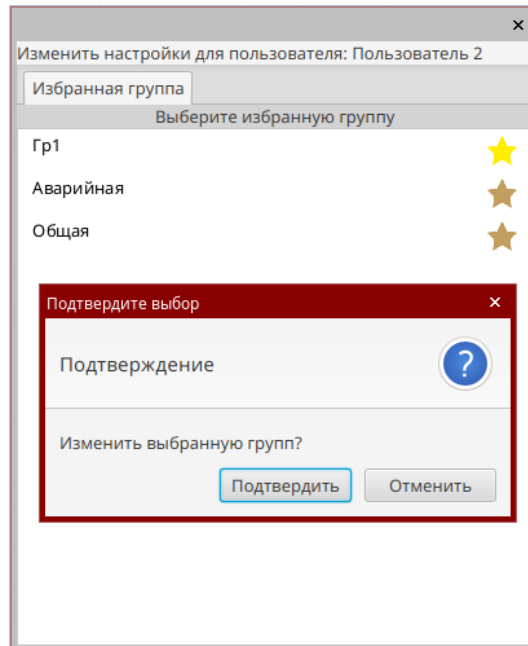 Изменить настройки для пользователя: Пользователь 2
Избранная группа
Выберите избранную группу
Гр1
Аварийная
Общая
Подтвердите выбор
Подтверждение
?
Изменить выбранную групп?
Подтвердить Отменить